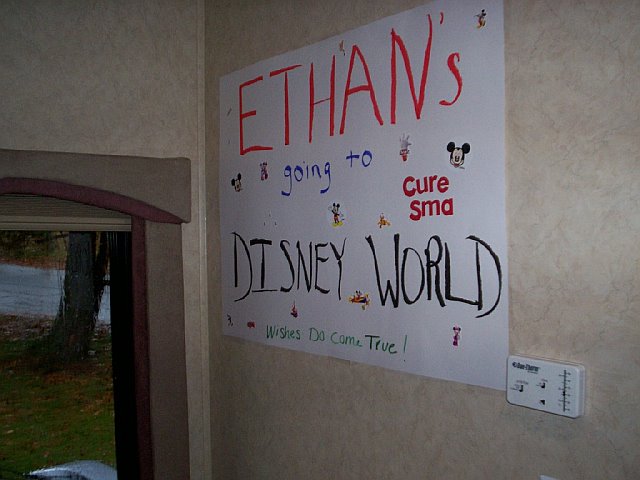 ETHAN's
going to
Cure
Sma
DISNEY WORLD
Wishes Do Come True!